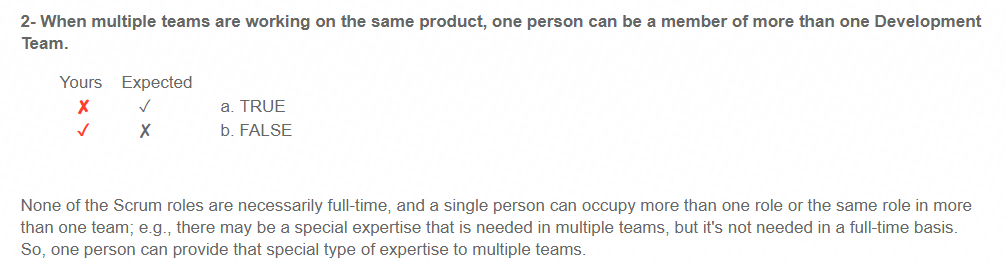 2- When multiple teams are working on the same product, one person can be a member of more than one Development
Team.
Yours Expected
✗ ✓ a. TRUE
✓ ✗ b. FALSE
None of the Scrum roles are necessarily full-time, and a single person can occupy more than one role or the same role in more
than one team; e.g., there may be a special expertise that is needed in multiple teams, but it's not needed in a full-time basis.
So, one person can provide that special type of expertise to multiple teams.